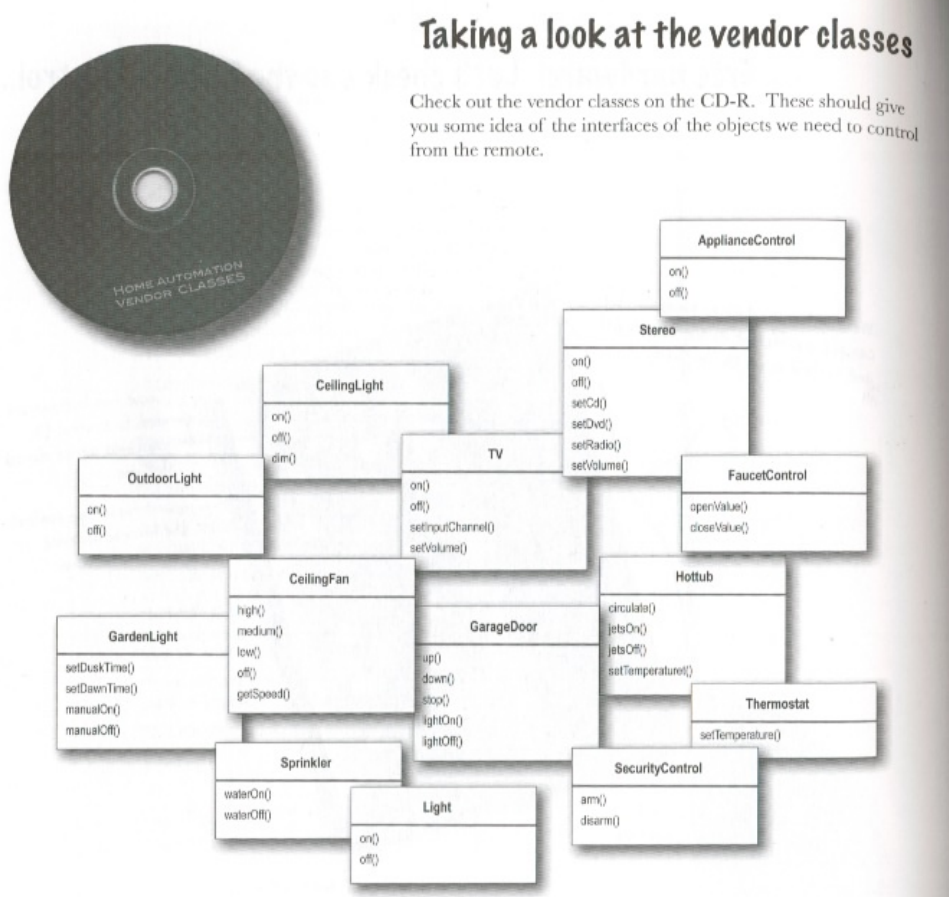 Taking a look at the vendor classes
Check out the vendor classes on the CD-R. These should give
you some idea of the interfaces of the objects we need to control
from the remote.
HOME AUTOMATION
VENDOR CLASSES
ApplianceControl
on()
off()
Stereo
on()
off()
setCd()
setDvd()
setRadio()
setVolume()
CeilingLight
on()
off()
dim()
TV
on()
off()
setInputChannel()
setVolume()
OutdoorLight
on()
off()
FaucetControl
openValue()
closeValue()
CeilingFan
high()
medium()
low()
off()
getSpeed()
Hottub
circulate()
jetsOn()
jetsOff()
setTemperature()
GardenLight
setDuskTime()
setDawnTime()
manualOn()
manualOff()
GarageDoor
up()
down()
stop()
lightOn()
lightOff()
Thermostat
setTemperature()
Sprinkler
waterOn()
waterOff()
SecurityControl
arm()
disarm()
Light
on()
off()